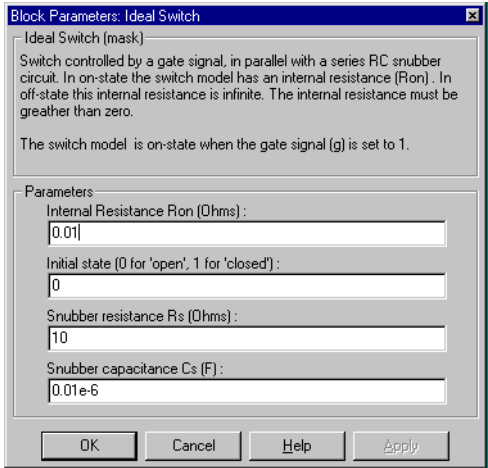 Block Parameters: Ideal Switch
Ideal Switch (mask)
Switch controlled by a gate signal, in parallel with a series RC snubber
circuit. In on-state the switch model has an internal resistance (Ron) . In
off-state this internal resistance is infinite. The internal resistance must be
greather than zero.
The switch model  is on-state when the gate signal (g) is set to 1.
Parameters
Internal Resistance Ron (Ohms) :
0.01
Initial state (0 for 'open', 1 for 'closed') :
0
Snubber resistance Rs (Ohms) :
10
Snubber capacitance Cs (F) :
0.01e-6
OK Cancel Help Apply